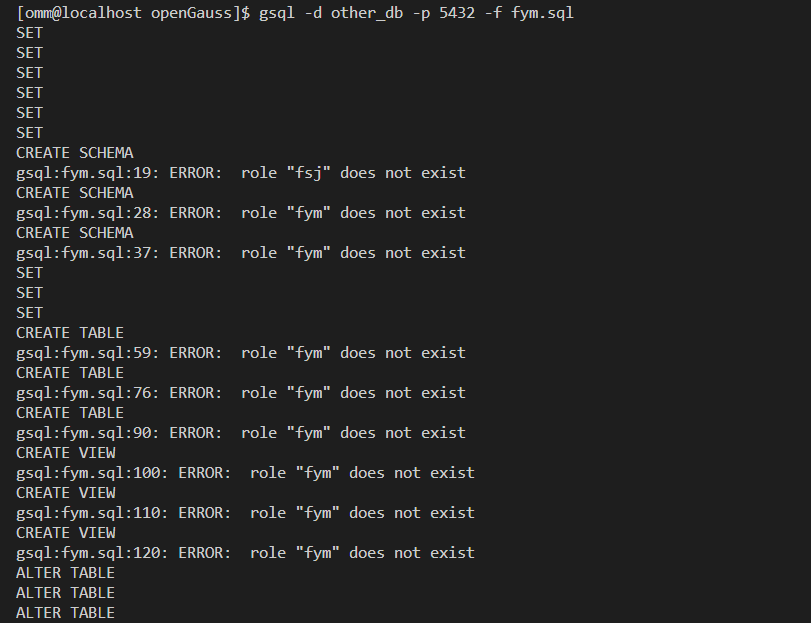 [omm@localhost openGauss]$ gsql -d other_db -p 5432 -f fym.sql
SET
SET
SET
SET
SET
SET
CREATE SCHEMA
gsql:fym.sql:19: ERROR:  role "fsj" does not exist
CREATE SCHEMA
gsql:fym.sql:28: ERROR:  role "fym" does not exist
CREATE SCHEMA
gsql:fym.sql:37: ERROR:  role "fym" does not exist
SET
SET
SET
CREATE TABLE
gsql:fym.sql:59: ERROR:  role "fym" does not exist
CREATE TABLE
gsql:fym.sql:76: ERROR:  role "fym" does not exist
CREATE TABLE
gsql:fym.sql:90: ERROR:  role "fym" does not exist
CREATE VIEW
gsql:fym.sql:100: ERROR:  role "fym" does not exist
CREATE VIEW
gsql:fym.sql:110: ERROR:  role "fym" does not exist
CREATE VIEW
gsql:fym.sql:120: ERROR:  role "fym" does not exist
ALTER TABLE
ALTER TABLE
ALTER TABLE